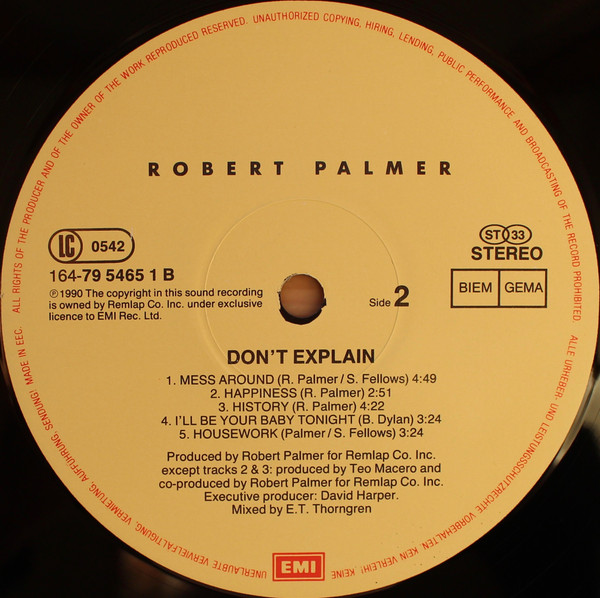 ALL RIGHTS OF THE PRODUCER AND OF THE OWNER OF THE WORK REPRODUCED RESERVED. UNAUTHORIZED COPYING, HIRING, LENDING, PUBLIC PERFORMANCE AND BROADCASTING OF THE RECORD PROHIBITED.
ROBERT PALMER
LC 0542
164-79 5465 1 B
℗ 1990 The copyright in this sound recording
is owned by Remlap Co. Inc. under exclusive
licence to EMI Rec. Ltd.
ST 33
STEREO
BIEM GEMA
Side 2
DON'T EXPLAIN
1. MESS AROUND (R. Palmer/S. Fellows) 4:49
2. HAPPINESS (R. Palmer) 2:51
3. HISTORY (R. Palmer) 4:22
4. I'LL BE YOUR BABY TONIGHT (B. Dylan) 3:24
5. HOUSEWORK (Palmer/S. Fellows) 3:24
Produced by Robert Palmer for Remlap Co. Inc.
except tracks 2 & 3: produced by Teo Macero and
co-produced by Robert Palmer for Remlap Co. Inc.
Executive producer: David Harper.
Mixed by E.T. Thorngren
EMI
ALLE URHEBER- UND LEISTUNGSSCHUTZRECHTE VORBEHALTEN. KEIN VERLEIH! KEINE UNERLAUBTE VERVIELFÄLTIGUNG, VERMIETUNG, AUFFÜHRUNG, SENDUNG! MADE IN EEC.